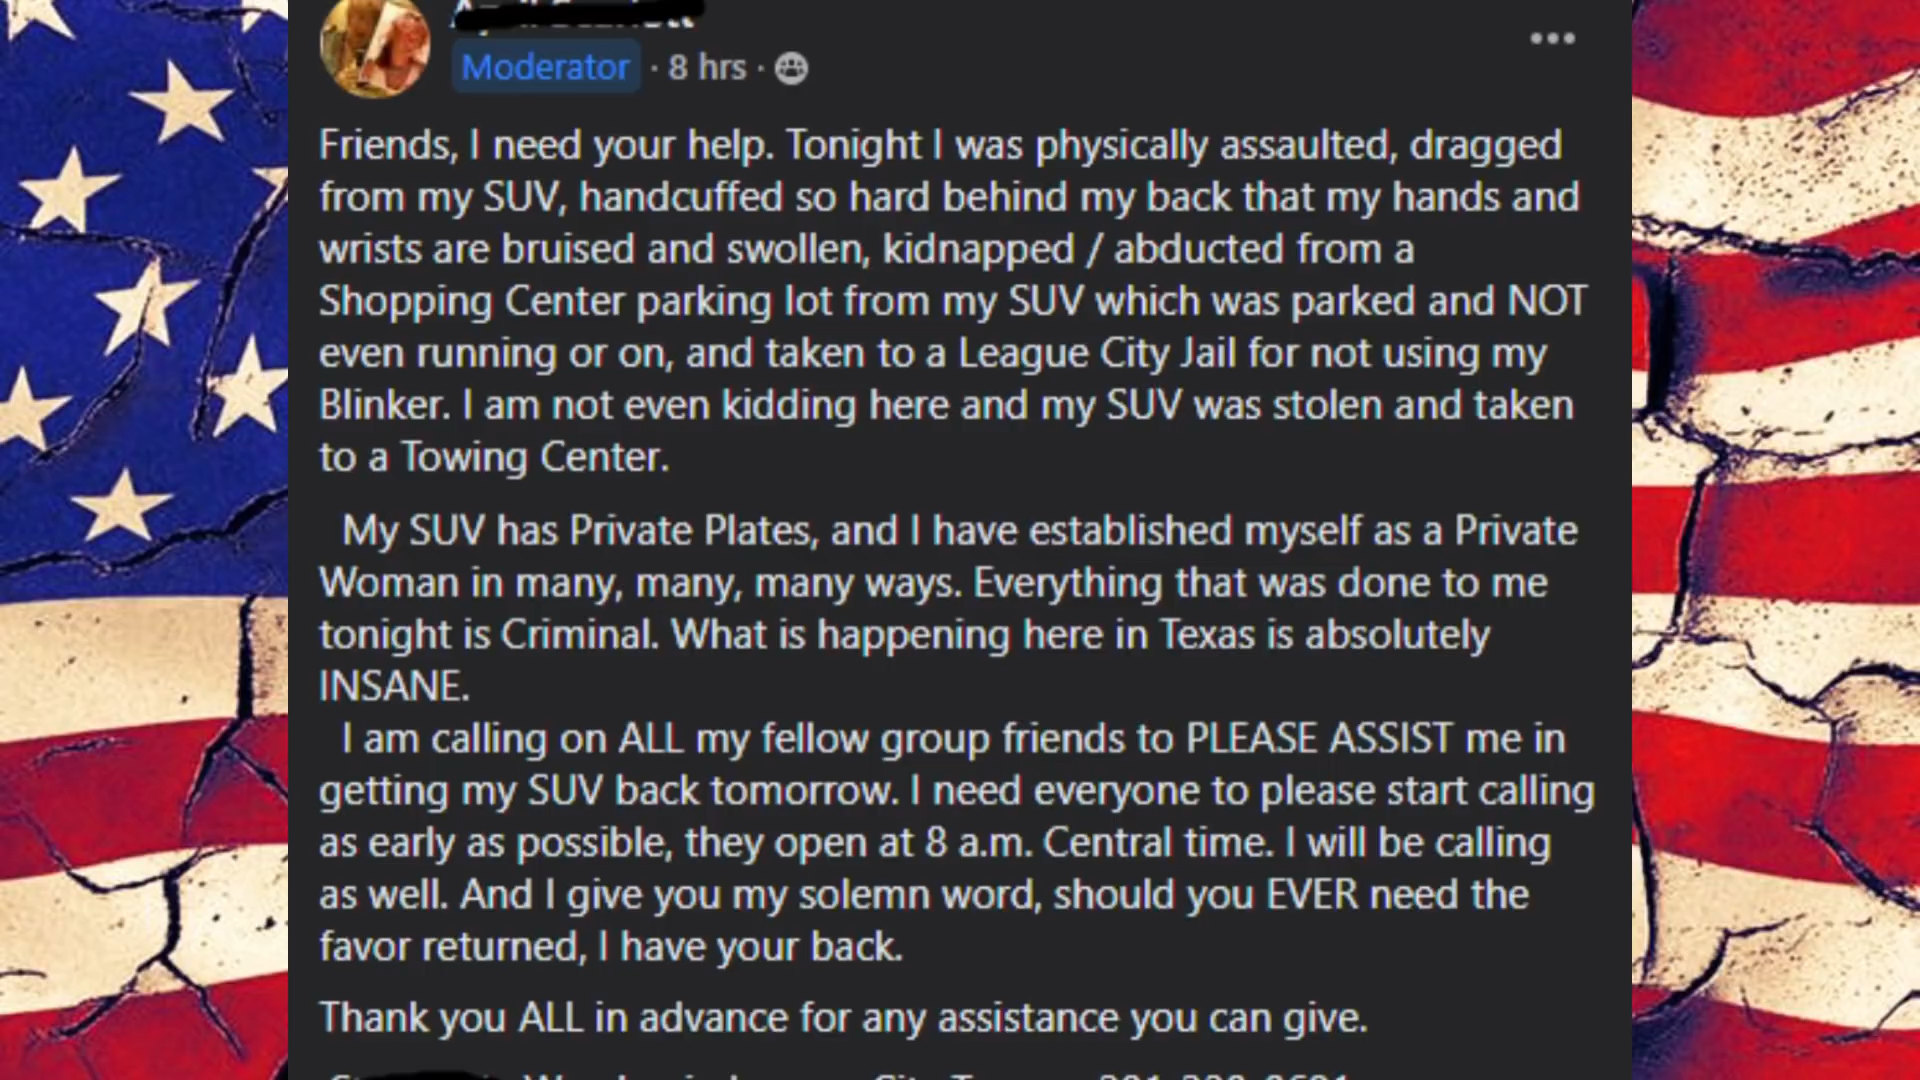 Moderator · 8 hrs ·
Friends, I need your help. Tonight I was physically assaulted, dragged
from my SUV, handcuffed so hard behind my back that my hands and
wrists are bruised and swollen, kidnapped / abducted from a
Shopping Center parking lot from my SUV which was parked and NOT
even running or on, and taken to a League City Jail for not using my
Blinker. I am not even kidding here and my SUV was stolen and taken
to a Towing Center.
My SUV has Private Plates, and I have established myself as a Private
Woman in many, many, many ways. Everything that was done to me
tonight is Criminal. What is happening here in Texas is absolutely
INSANE.
I am calling on ALL my fellow group friends to PLEASE ASSIST me in
getting my SUV back tomorrow. I need everyone to please start calling
as early as possible, they open at 8 a.m. Central time. I will be calling
as well. And I give you my solemn word, should you EVER need the
favor returned, I have your back.
Thank you ALL in advance for any assistance you can give.